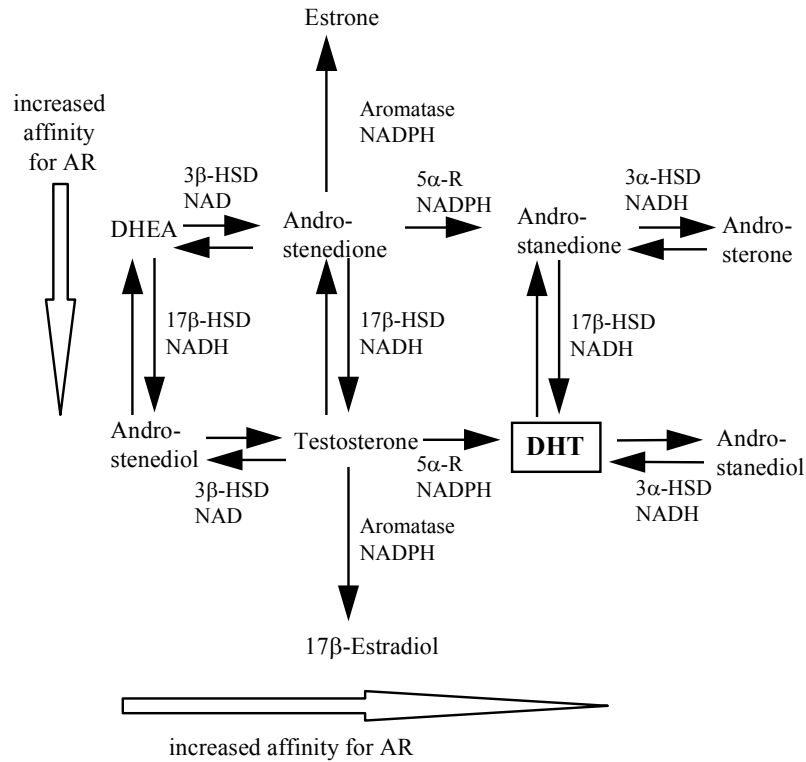 Estrone
increased
affinity
for AR
Aromatase
NADPH
3β-HSD
NAD
5α-R
NADPH
3α-HSD
NADH
DHEA
Andro-
stenedione
Andro-
stanedione
Andro-
sterone
17β-HSD
NADH
17β-HSD
NADH
17β-HSD
NADH
Andro-
stenediol
Testosterone
DHT
Andro-
stanediol
3β-HSD
NAD
5α-R
NADPH
3α-HSD
NADH
Aromatase
NADPH
17β-Estradiol
increased affinity for AR